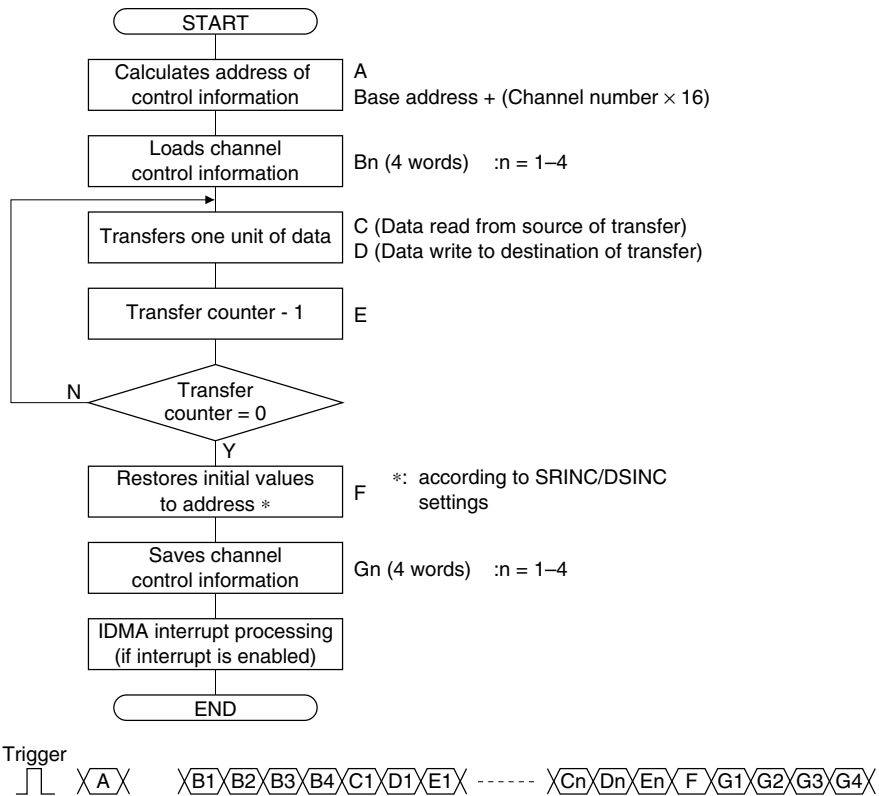 START
Calculates address of
control information
A
Base address + (Channel number × 16)
Loads channel
control information
Bn (4 words) :n = 1–4
Transfers one unit of data
C (Data read from source of transfer)
D (Data write to destination of transfer)
Transfer counter - 1
E
N
Transfer
counter = 0
Y
Restores initial values
to address *
F
*: according to SRINC/DSINC
settings
Saves channel
control information
Gn (4 words) :n = 1–4
IDMA interrupt processing
(if interrupt is enabled)
END
Trigger
A B1 B2 B3 B4 C1 D1 E1 Cn Dn En F G1 G2 G3 G4